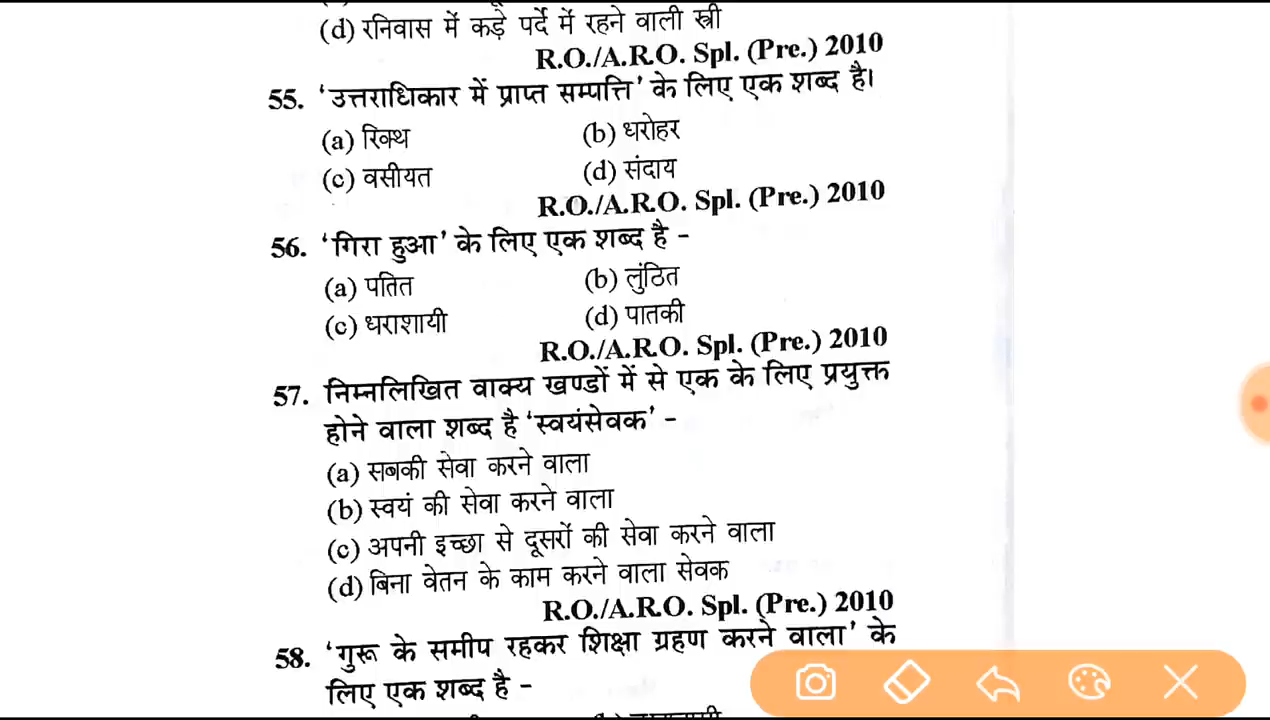 (d) रनिवास में कड़े पर्दे में रहने वाली स्त्री
R.O./A.R.O. Spl. (Pre.) 2010
55. 'उत्तराधिकार में प्राप्त सम्पत्ति' के लिए एक शब्द है।
(a) रिक्थ (b) धरोहर
(c) वसीयत (d) संदाय
R.O./A.R.O. Spl. (Pre.) 2010
56. 'गिरा हुआ' के लिए एक शब्द है -
(a) पतित (b) लुंठित
(c) धराशायी (d) पातकी
R.O./A.R.O. Spl. (Pre.) 2010
57. निम्नलिखित वाक्य खण्डों में से एक के लिए प्रयुक्त
होने वाला शब्द है 'स्वयंसेवक' -
(a) सबकी सेवा करने वाला
(b) स्वयं की सेवा करने वाला
(c) अपनी इच्छा से दूसरों की सेवा करने वाला
(d) बिना वेतन के काम करने वाला सेवक
R.O./A.R.O. Spl. (Pre.) 2010
58. 'गुरू के समीप रहकर शिक्षा ग्रहण करने वाला' के
लिए एक शब्द है -